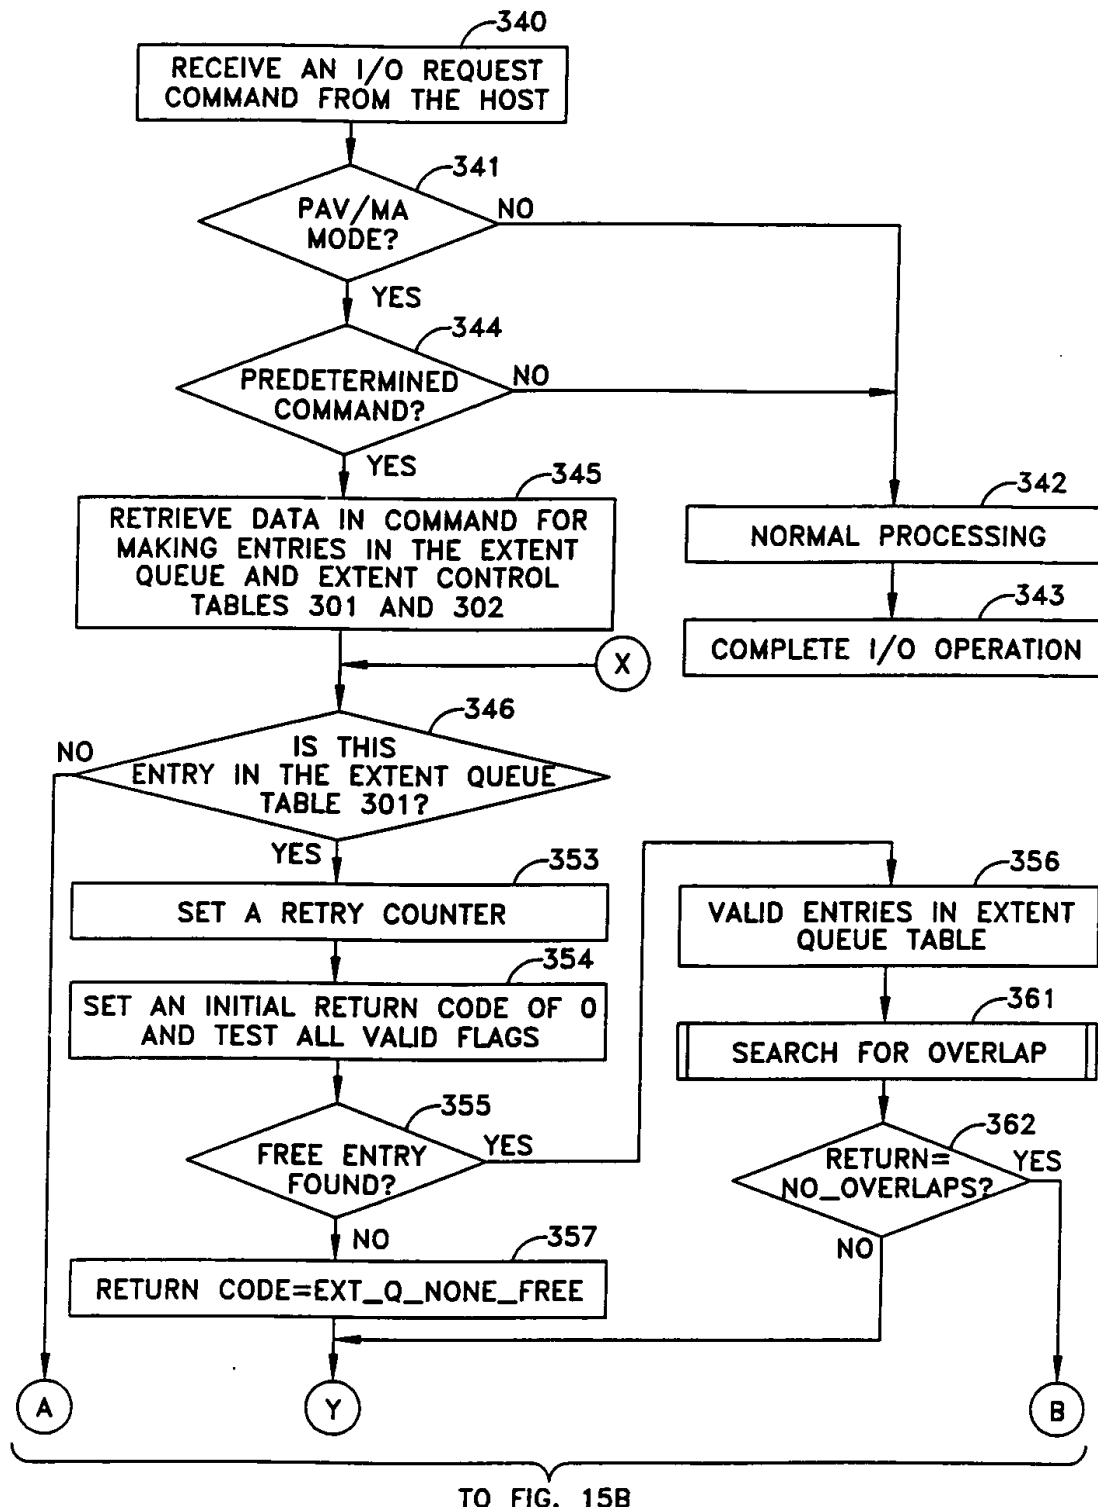 340
RECEIVE AN I/O REQUEST
COMMAND FROM THE HOST
341
PAV/MA
MODE?
NO
YES
344
PREDETERMINED
COMMAND?
NO
YES
345
RETRIEVE DATA IN COMMAND FOR
MAKING ENTRIES IN THE EXTENT
QUEUE AND EXTENT CONTROL
TABLES 301 AND 302
342
NORMAL PROCESSING
343
COMPLETE I/O OPERATION
X
346
NO
IS THIS
ENTRY IN THE EXTENT QUEUE
TABLE 301?
YES
353
SET A RETRY COUNTER
354
SET AN INITIAL RETURN CODE OF 0
AND TEST ALL VALID FLAGS
355
FREE ENTRY
FOUND?
YES
NO
357
RETURN CODE=EXT_Q_NONE_FREE
356
VALID ENTRIES IN EXTENT
QUEUE TABLE
361
SEARCH FOR OVERLAP
362
RETURN=
NO_OVERLAPS?
YES
NO
A
Y
B
TO FIG. 15B